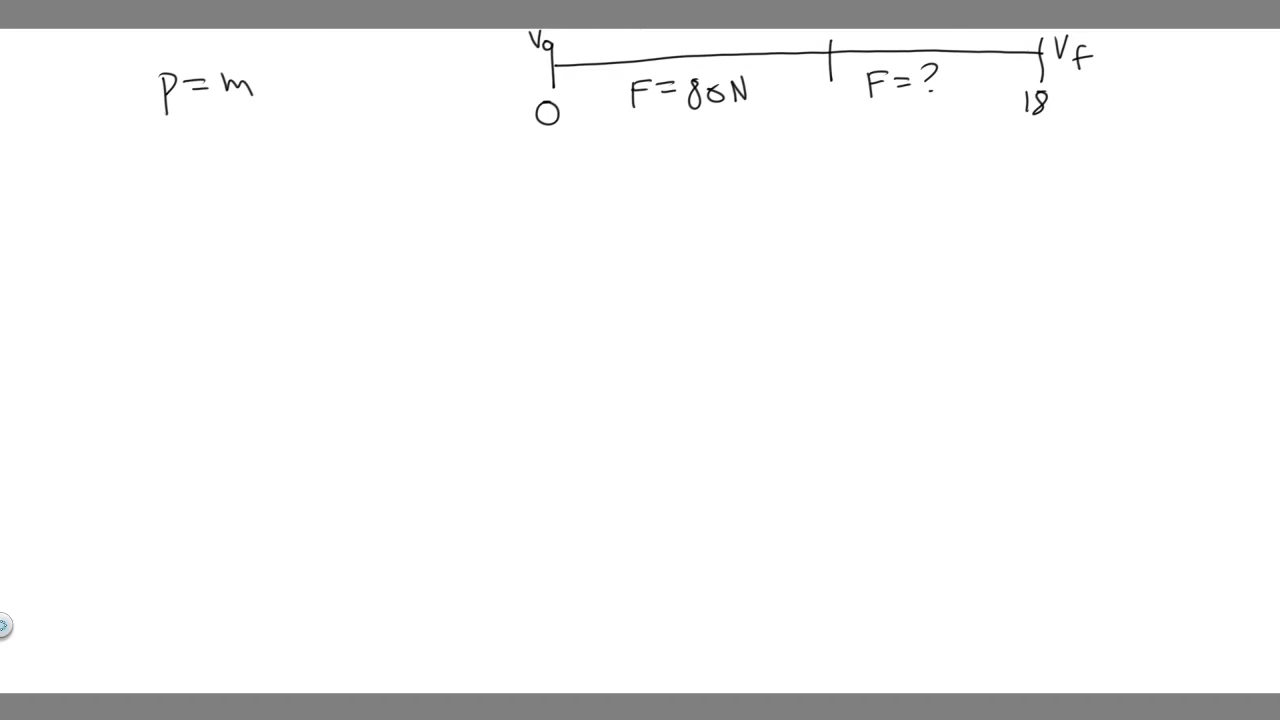 V₀ V_f
p = m
F = 80N F = ?
0 18